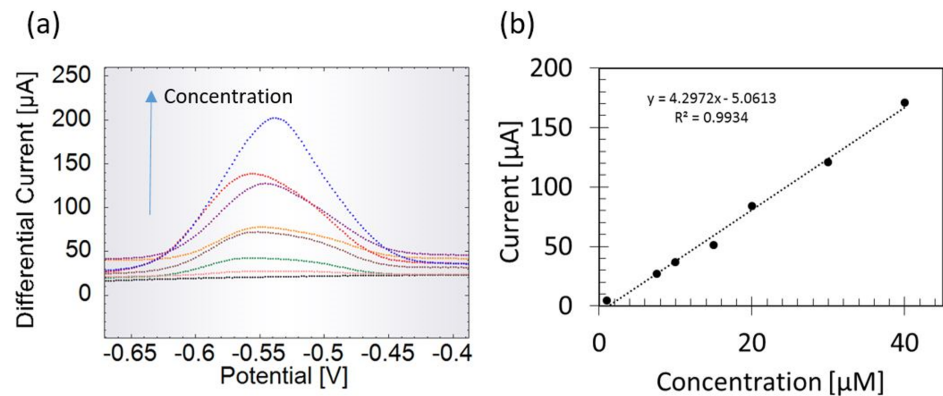 (a)
Differential Current [µA]
250
200
150
100
50
0
Concentration
-0.65 -0.6 -0.55 -0.5 -0.45 -0.4
Potential [V]
(b)
Current [µA]
200
150
100
50
0
y = 4.2972x - 5.0613
R² = 0.9934
0 20 40
Concentration [µM]